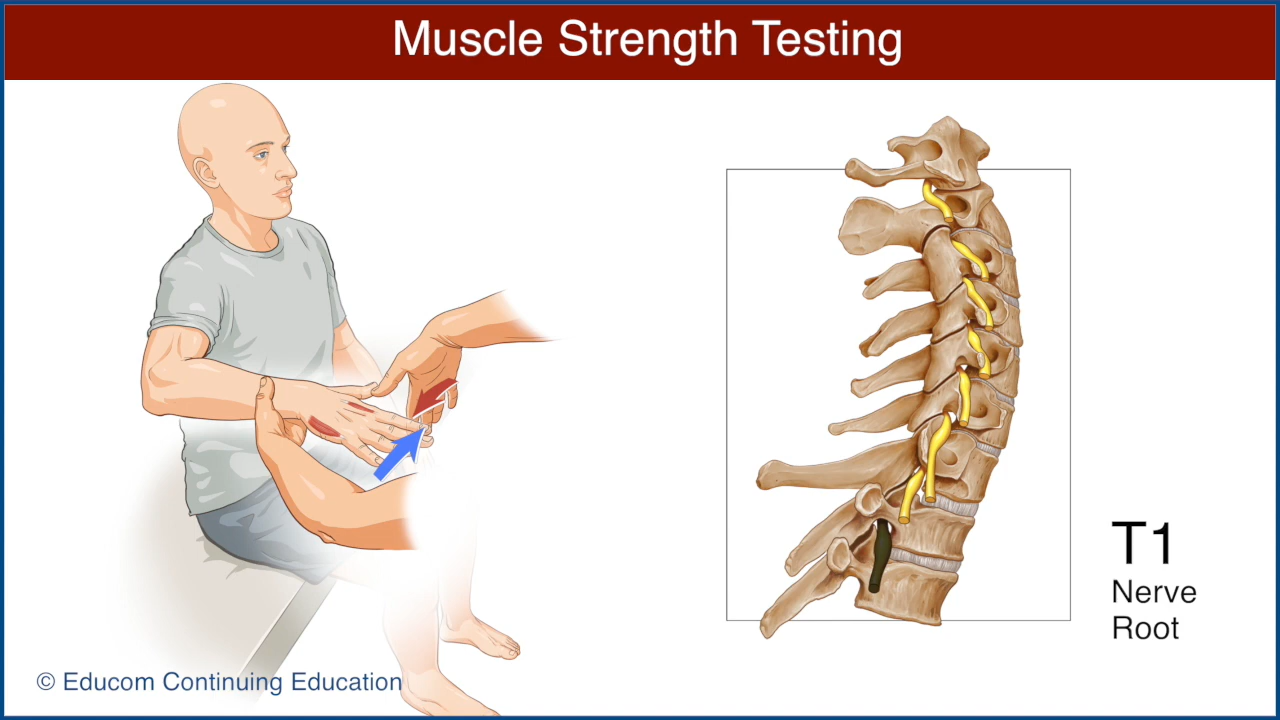 Muscle Strength Testing
T1
Nerve
Root
© Educom Continuing Education